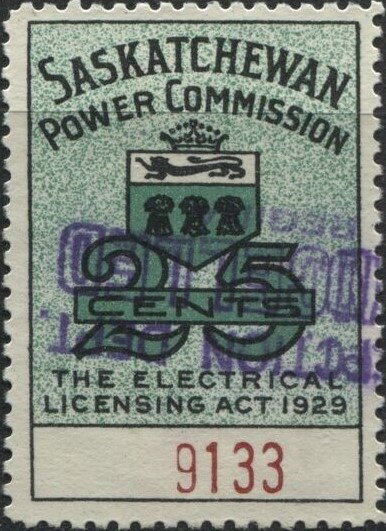 SASKATCHEWAN
POWER COMMISSION
25
CENTS
THE ELECTRICAL
LICENSING ACT 1929
9133